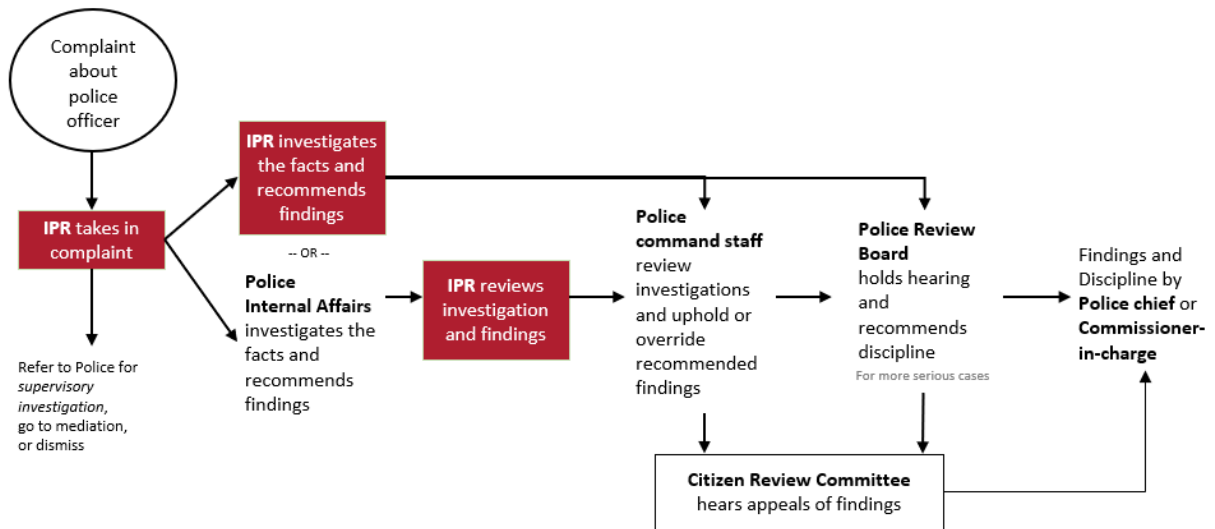 Complaint
about
police
officer
IPR takes in
complaint
Refer to Police for
supervisory
investigation,
go to mediation,
or dismiss
IPR investigates
the facts and
recommends
findings
-- OR --
Police
Internal Affairs
investigates the
facts and
recommends
findings
IPR reviews
investigation
and findings
Police
command staff
review
investigations
and uphold or
override
recommended
findings
Police Review
Board
holds hearing
and
recommends
discipline
For more serious cases
Findings and
Discipline by
Police chief or
Commissioner-
in-charge
Citizen Review Committee
hears appeals of findings